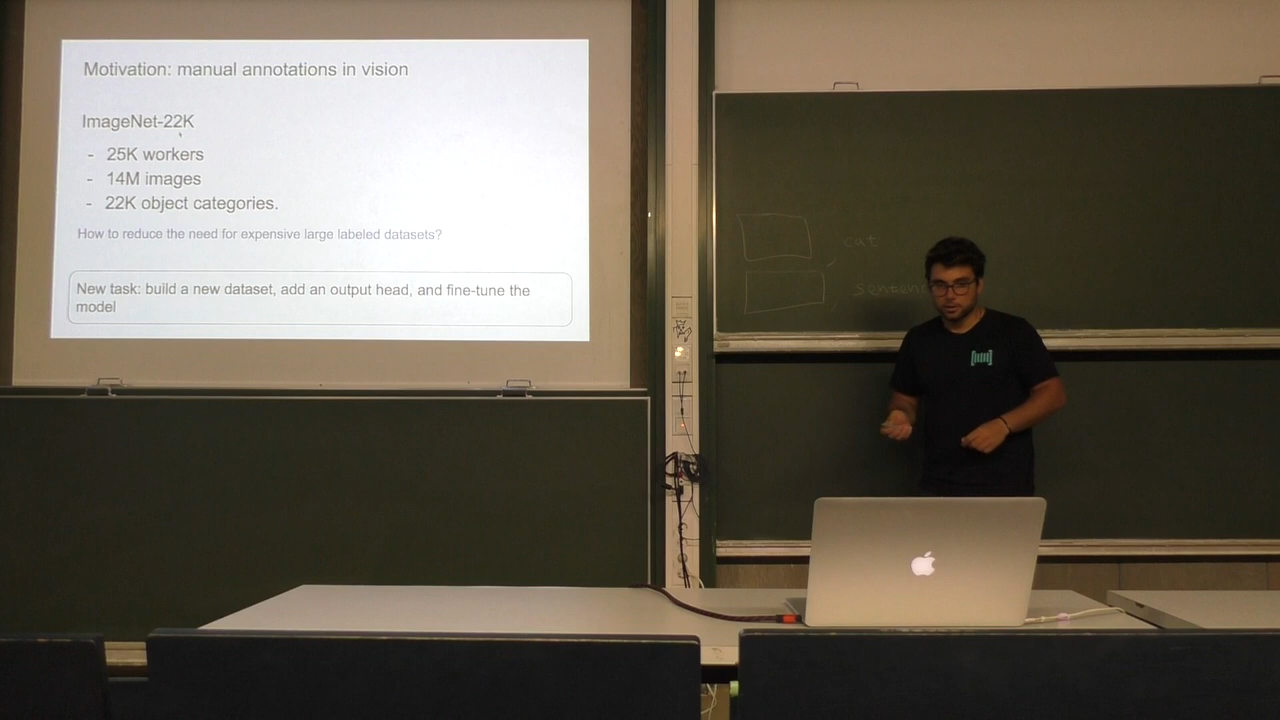 Motivation: manual annotations in vision
ImageNet-22K
- 25K workers
- 14M images
- 22K object categories.
How to reduce the need for expensive large labeled datasets?
New task: build a new dataset, add an output head, and fine-tune the
model
cat